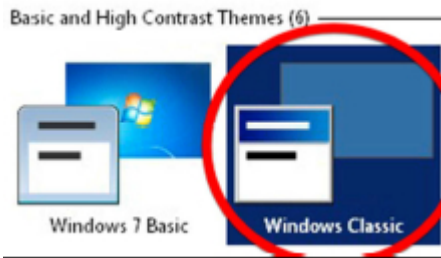 Basic and High Contrast Themes (6)
Windows 7 Basic
Windows Classic